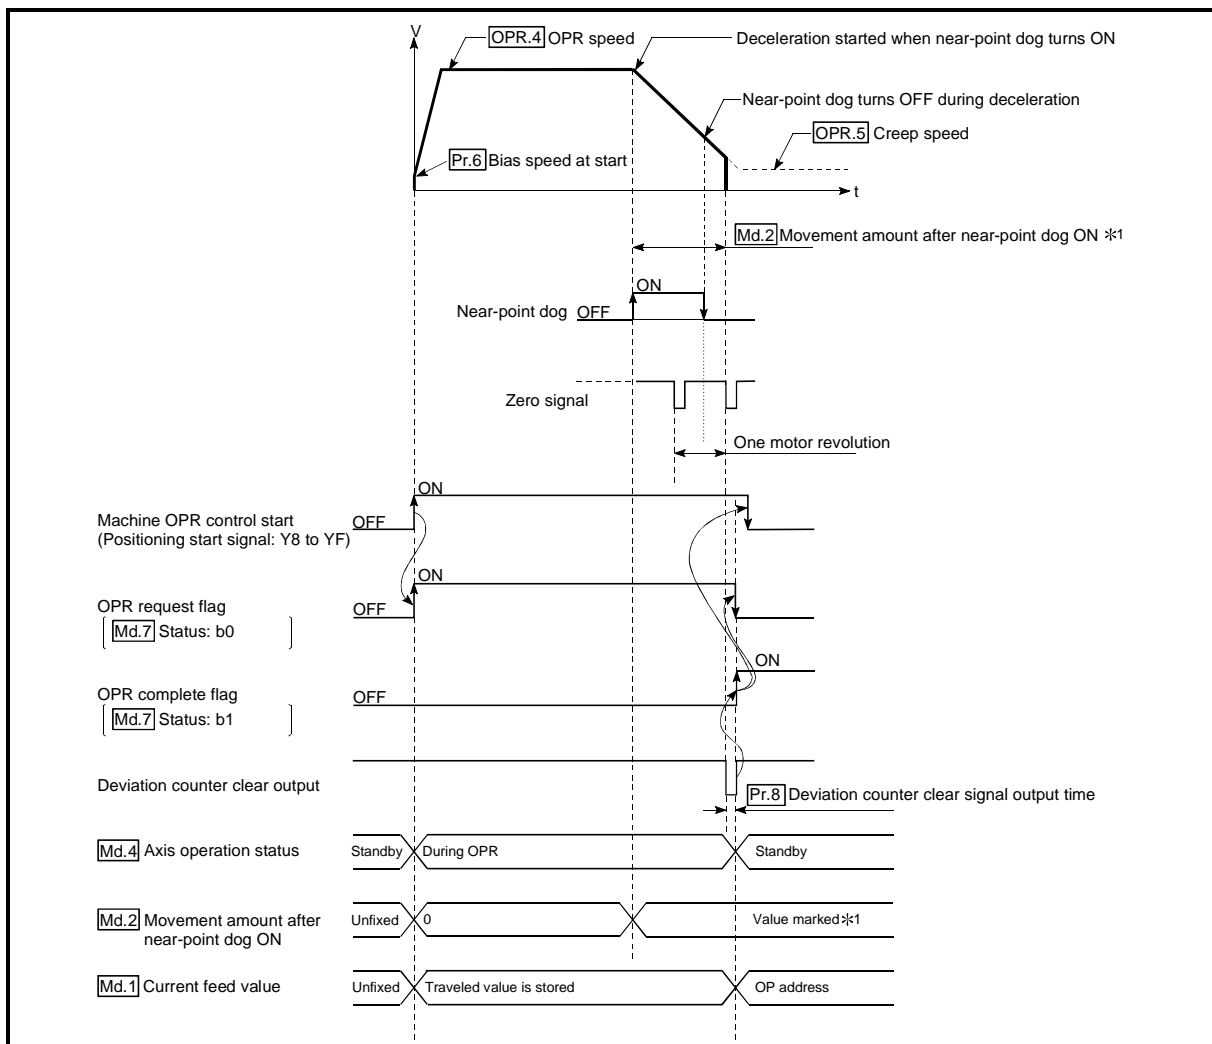 V
OPR.4 OPR speed
Deceleration started when near-point dog turns ON
Near-point dog turns OFF during deceleration
OPR.5 Creep speed
Pr.6 Bias speed at start
t
Md.2 Movement amount after near-point dog ON ✻1
ON
Near-point dog OFF
Zero signal
One motor revolution
ON
Machine OPR control start
(Positioning start signal: Y8 to YF)
OFF
ON
OPR request flag
Md.7 Status: b0
OFF
ON
OPR complete flag
Md.7 Status: b1
OFF
Deviation counter clear output
Pr.8 Deviation counter clear signal output time
Md.4 Axis operation status
Standby
During OPR
Standby
Md.2 Movement amount after
near-point dog ON
Unfixed
0
Value marked✻1
Md.1 Current feed value
Unfixed
Traveled value is stored
OP address